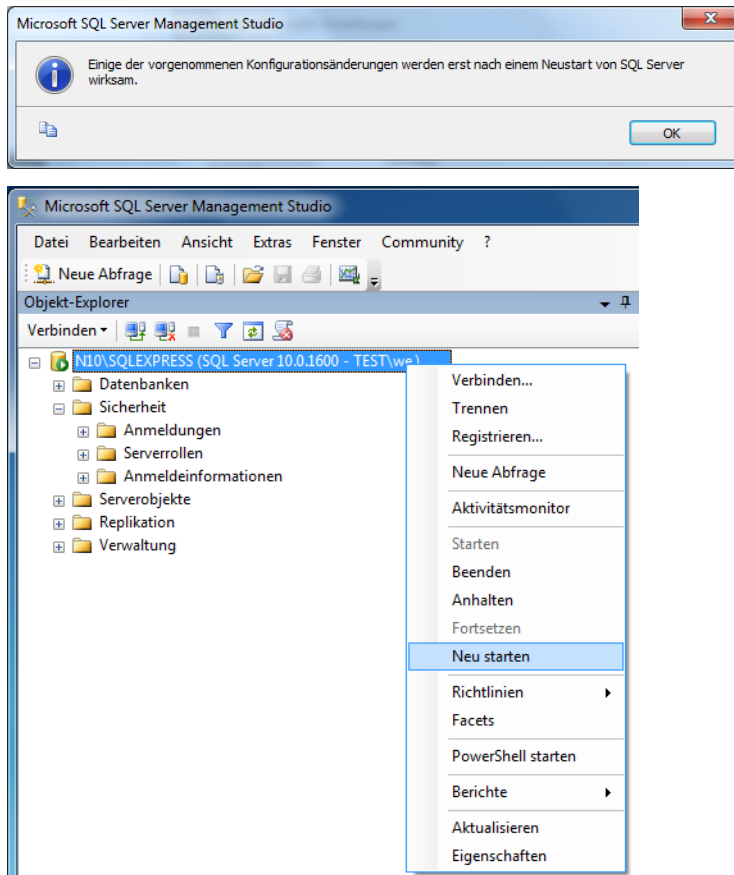 Microsoft SQL Server Management Studio
Einige der vorgenommenen Konfigurationsänderungen werden erst nach einem Neustart von SQL Server
wirksam.
OK
Microsoft SQL Server Management Studio
Datei Bearbeiten Ansicht Extras Fenster Community ?
Neue Abfrage
Objekt-Explorer
Verbinden
N10\SQLEXPRESS (SQL Server 10.0.1600 - TEST\we)
Datenbanken
Sicherheit
Anmeldungen
Serverrollen
Anmeldeinformationen
Serverobjekte
Replikation
Verwaltung
Verbinden...
Trennen
Registrieren...
Neue Abfrage
Aktivitätsmonitor
Starten
Beenden
Anhalten
Fortsetzen
Neu starten
Richtlinien
Facets
PowerShell starten
Berichte
Aktualisieren
Eigenschaften